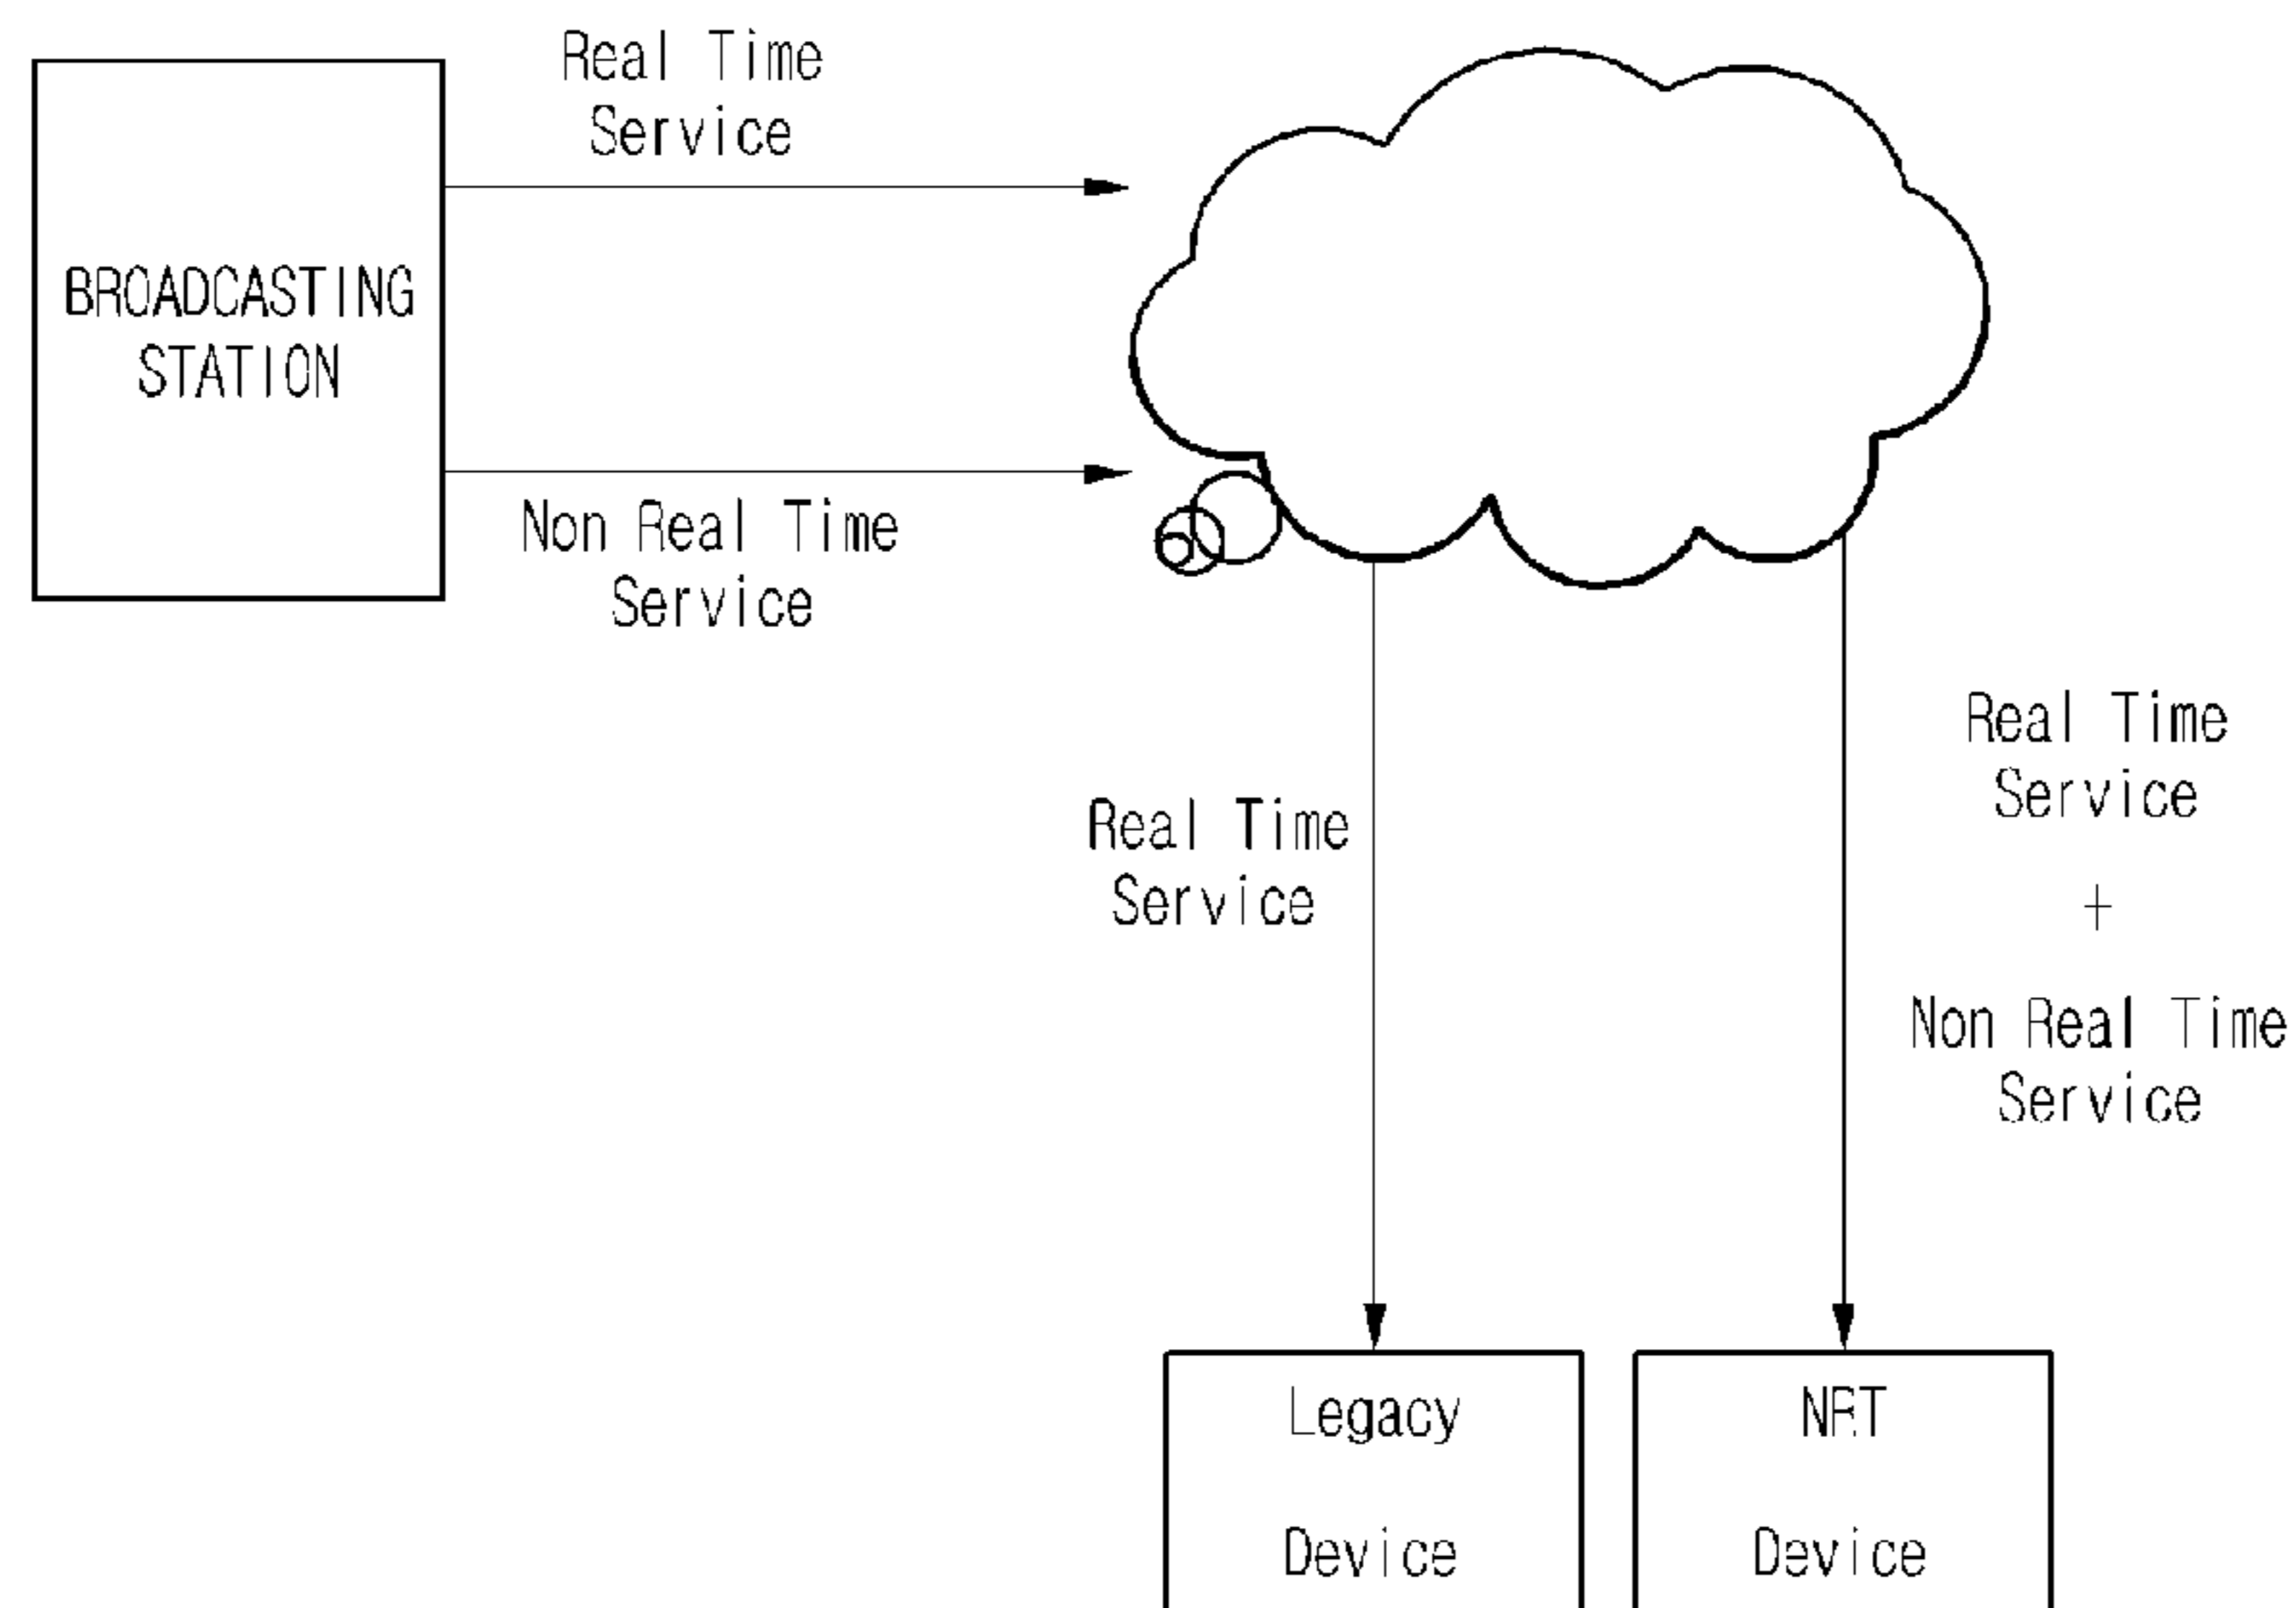 Real Time
Service
BROADCASTING
STATION
Non Real Time
Service
Real Time
Service
Real Time
Service
+
Non Real Time
Service
Legacy
Device
NRT
Device